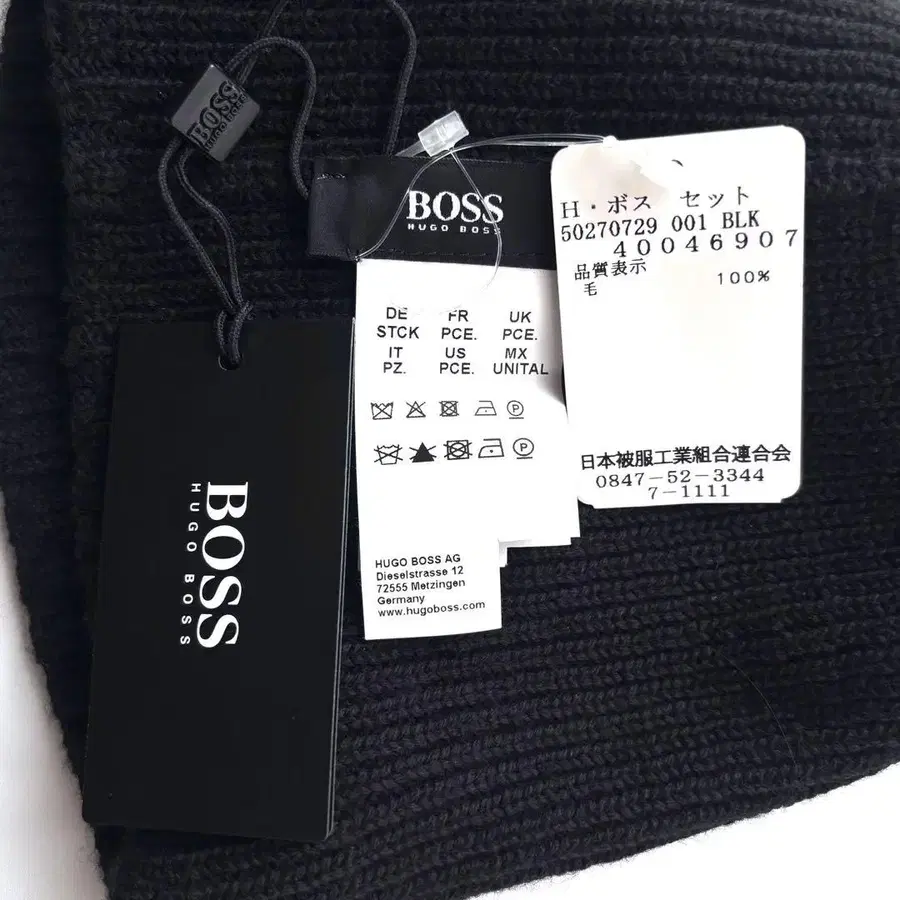 BOSS
HUGO BOSS
BOSS
HUGO BOSS
H・ボス セット
50270729 001 BLK
40046907
品質表示
毛 100%
日本被服工業組合連合会
0847-52-3344
7-1111
DE FR UK
STCK PCE. PCE.
IT US MX
PZ. PCE. UNITAL
P
P
HUGO BOSS AG
Dieselstrasse 12
72555 Metzingen
Germany
www.hugoboss.com
BOSS
HUGO BOSS